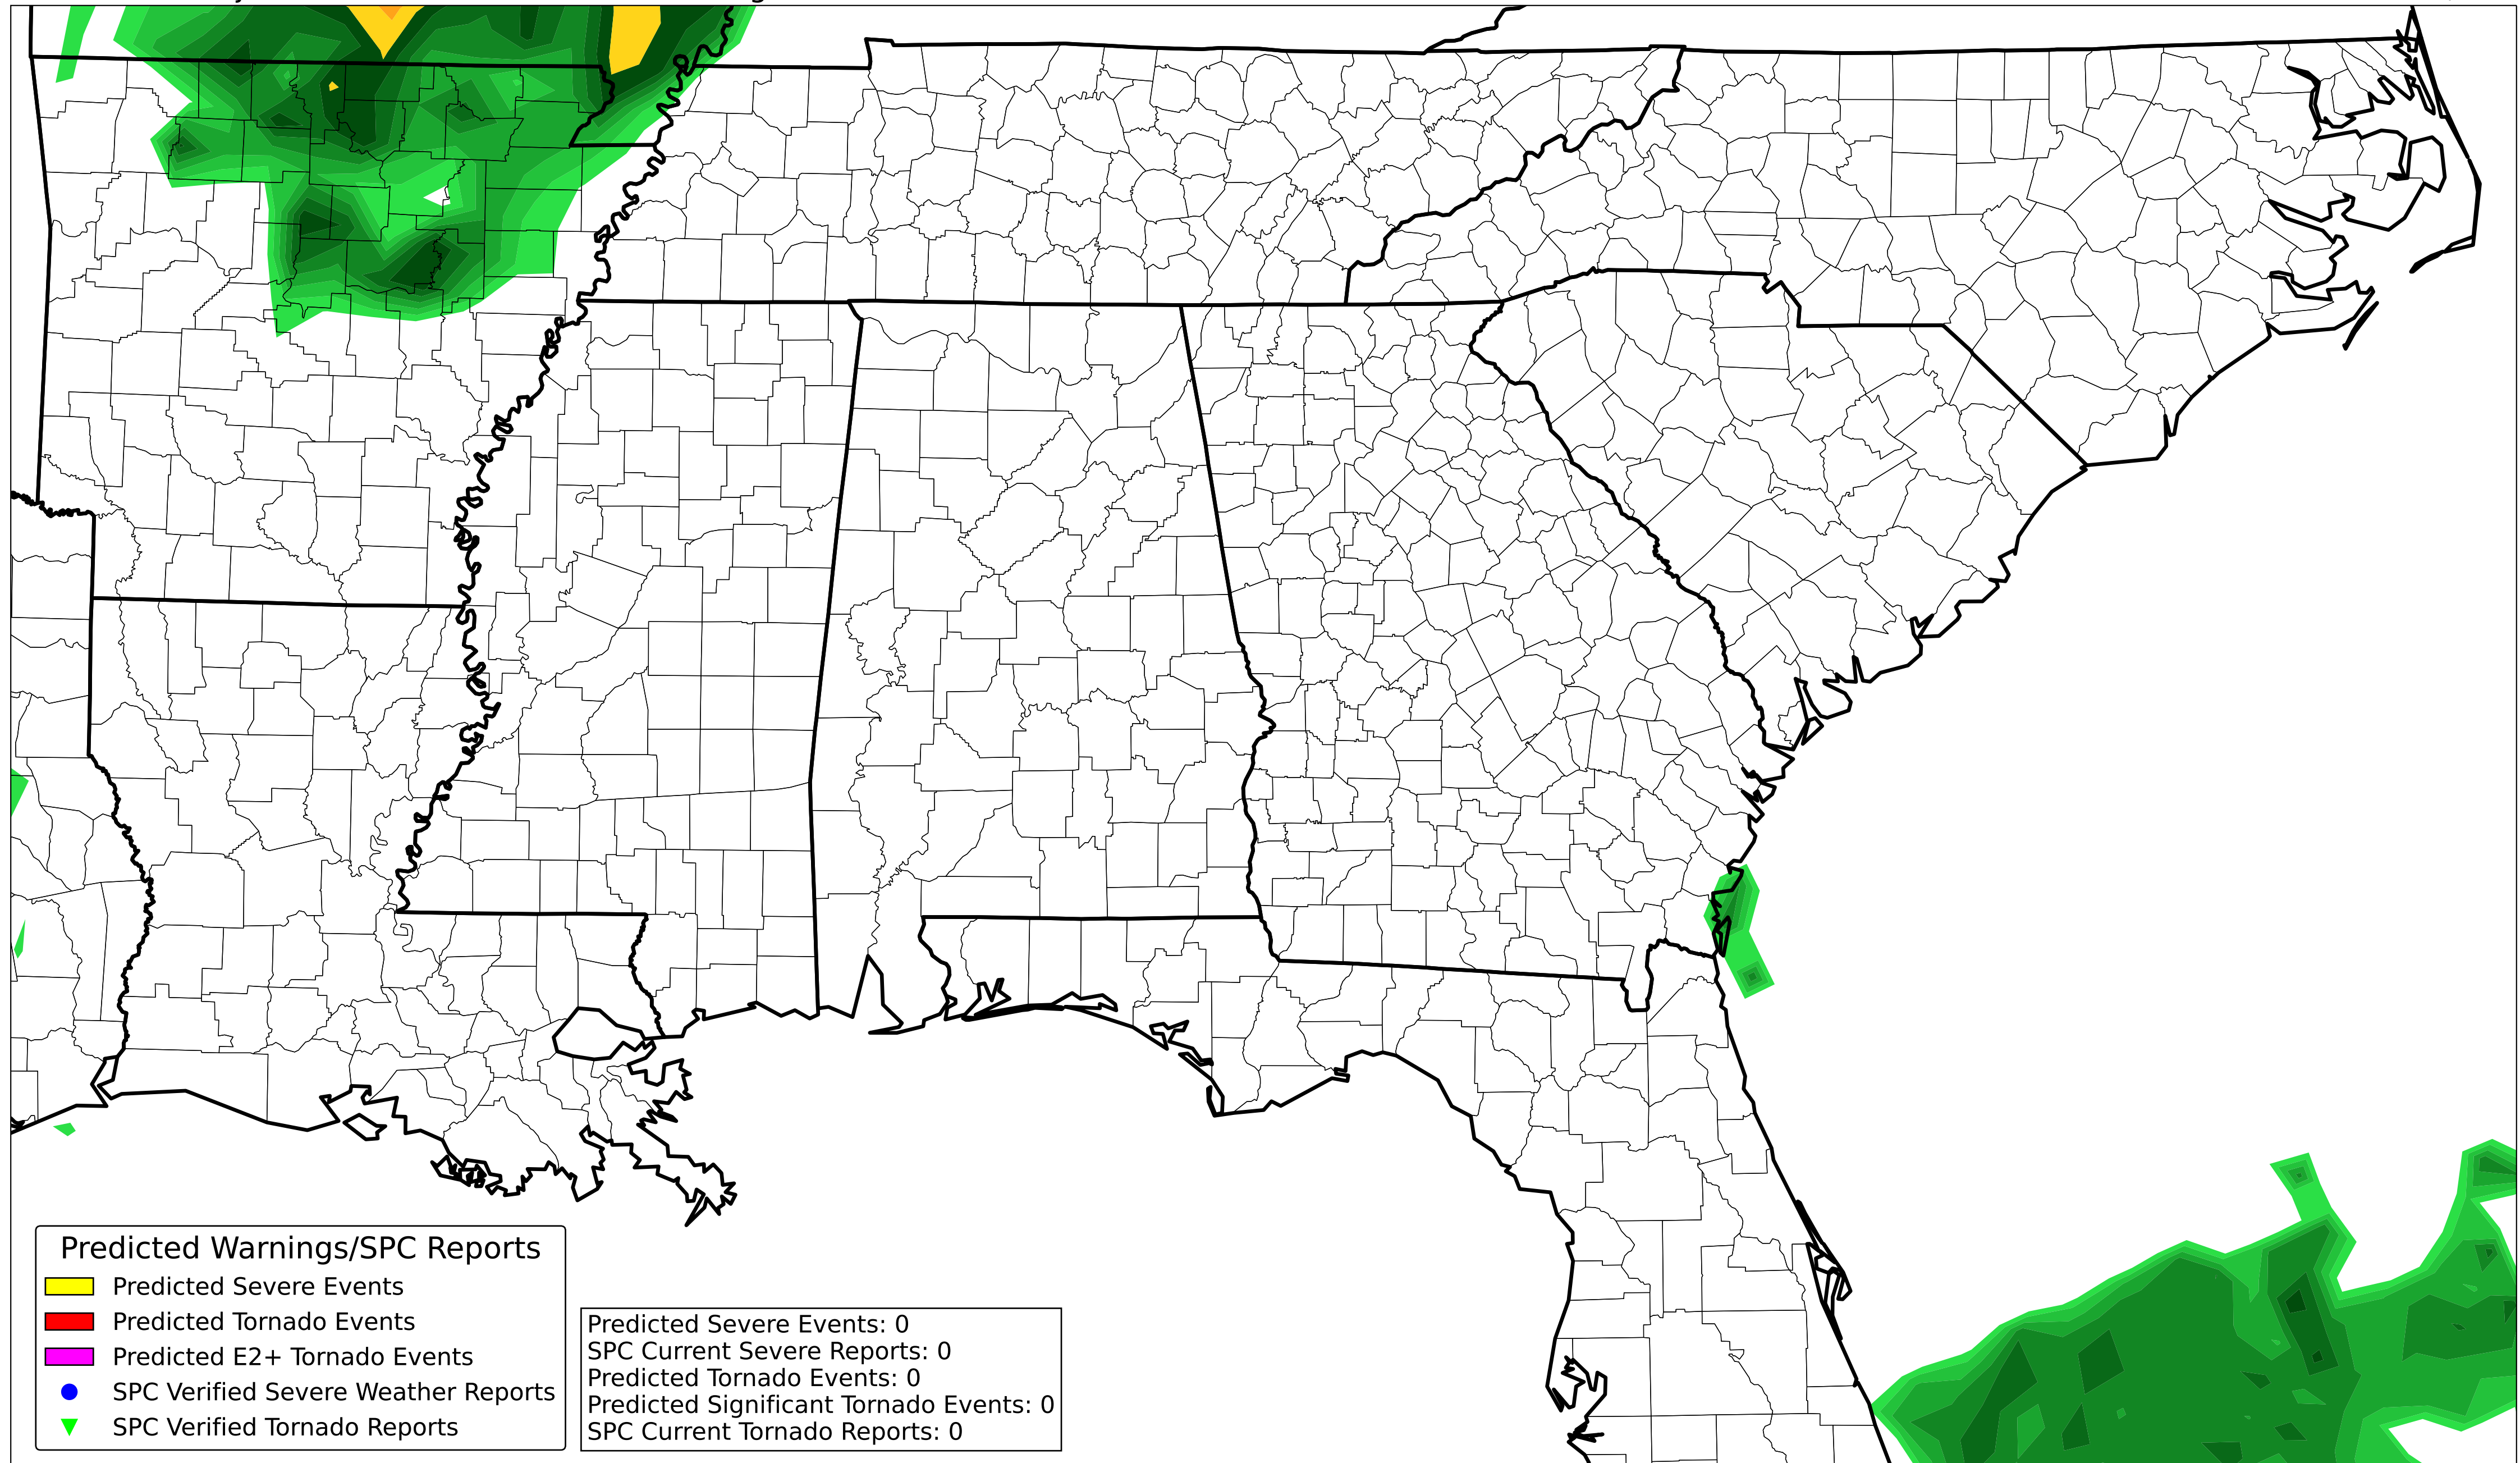 Predicted Warnings/SPC Reports
Predicted Severe Events
Predicted Tornado Events
Predicted E2+ Tornado Events
SPC Verified Severe Weather Reports
SPC Verified Tornado Reports
Predicted Severe Events: 0
SPC Current Severe Reports: 0
Predicted Tornado Events: 0
Predicted Significant Tornado Events: 0
SPC Current Tornado Reports: 0